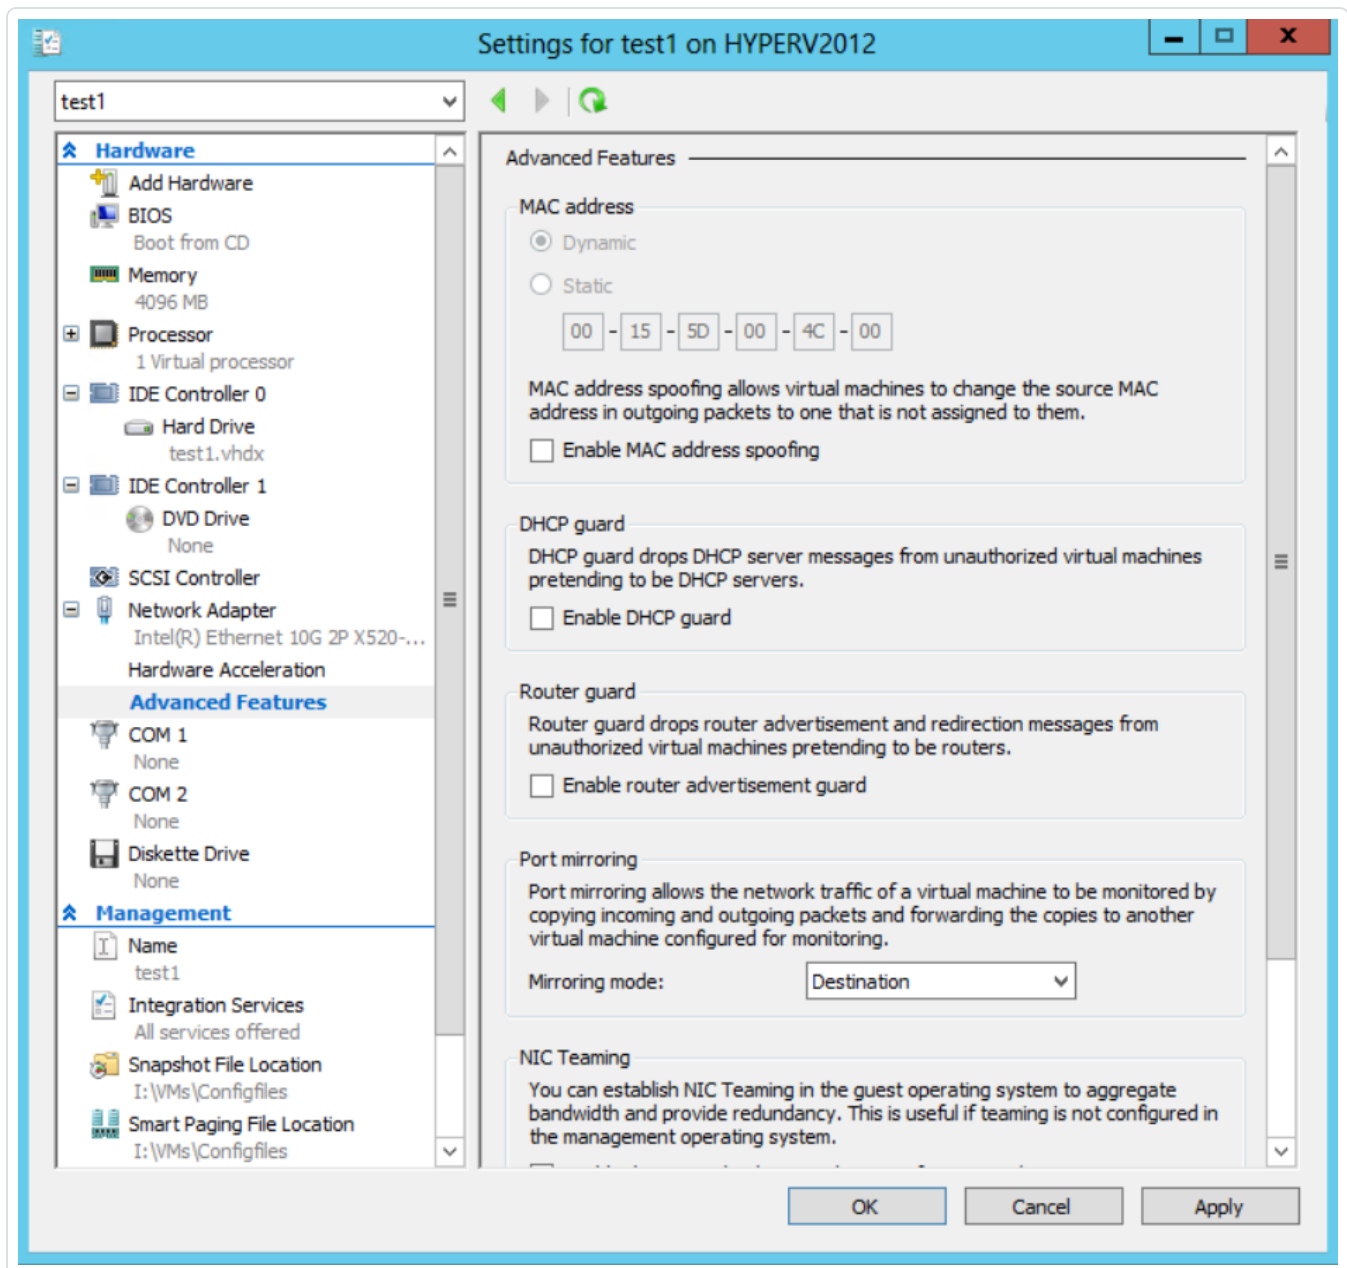 Settings for test1 on HYPERV2012
test1
Hardware
Add Hardware
BIOS
Boot from CD
Memory
4096 MB
Processor
1 Virtual processor
IDE Controller 0
Hard Drive
test1.vhdx
IDE Controller 1
DVD Drive
None
SCSI Controller
Network Adapter
Intel(R) Ethernet 10G 2P X520-...
Hardware Acceleration
Advanced Features
COM 1
None
COM 2
None
Diskette Drive
None
Management
Name
test1
Integration Services
All services offered
Snapshot File Location
I:\VMs\Configfiles
Smart Paging File Location
I:\VMs\Configfiles
Advanced Features
MAC address
Dynamic
Static
00 - 15 - 5D - 00 - 4C - 00
MAC address spoofing allows virtual machines to change the source MAC
address in outgoing packets to one that is not assigned to them.
Enable MAC address spoofing
DHCP guard
DHCP guard drops DHCP server messages from unauthorized virtual machines
pretending to be DHCP servers.
Enable DHCP guard
Router guard
Router guard drops router advertisement and redirection messages from
unauthorized virtual machines pretending to be routers.
Enable router advertisement guard
Port mirroring
Port mirroring allows the network traffic of a virtual machine to be monitored by
copying incoming and outgoing packets and forwarding the copies to another
virtual machine configured for monitoring.
Mirroring mode: Destination
NIC Teaming
You can establish NIC Teaming in the guest operating system to aggregate
bandwidth and provide redundancy. This is useful if teaming is not configured in
the management operating system.
OK Cancel Apply